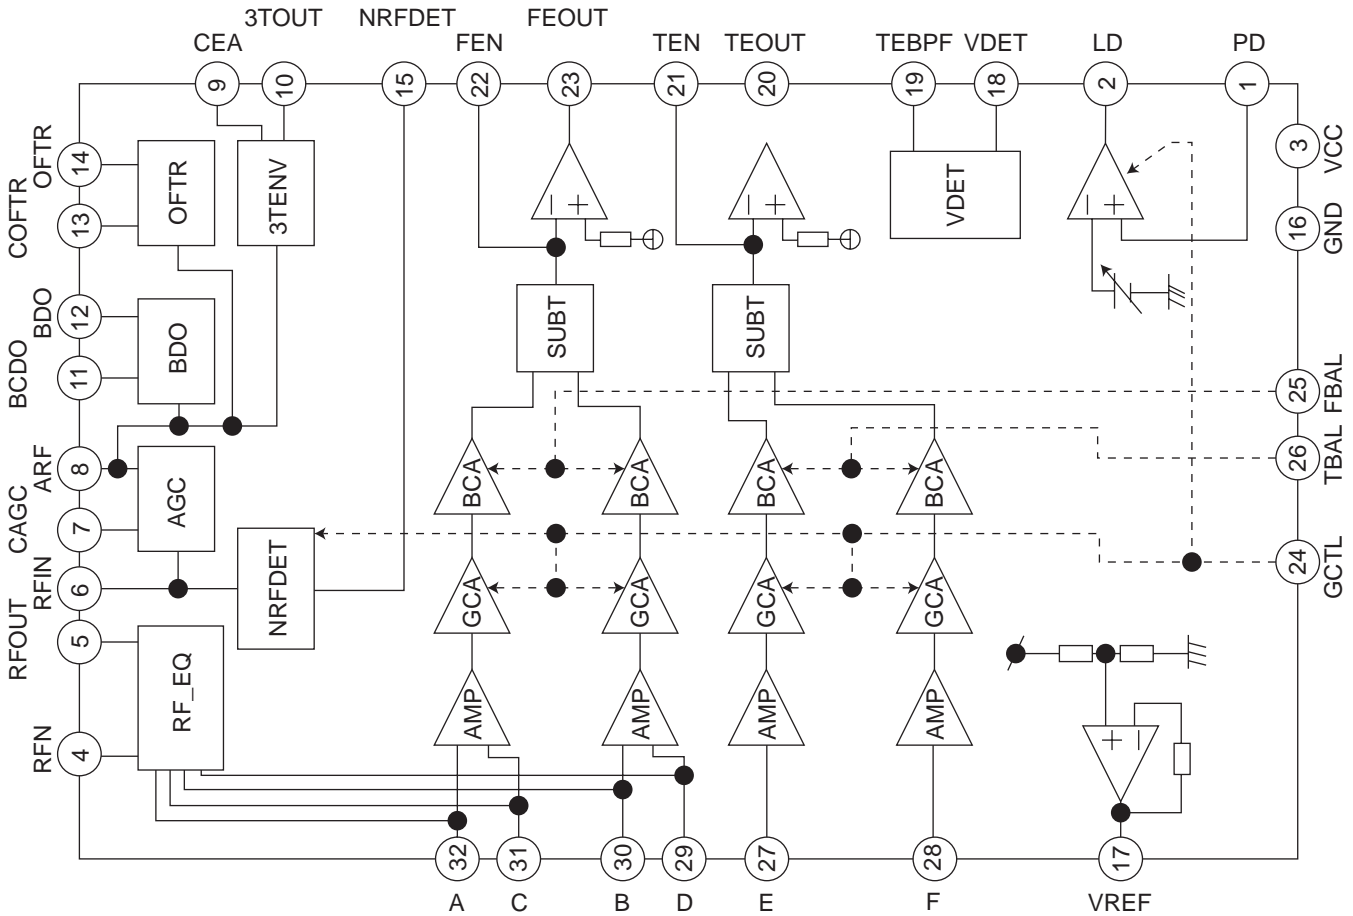 3TOUT NRFDET FEOUT
CEA FEN TEN TEOUT TEBPF VDET LD PD
9 10 15 22 23 21 20 19 18 2 1
OFTR
14
COFTR
13
OFTR
3TENV
− +
− +
VDET
− +
3
VCC
16
GND
BDO
12
BCDO
11
BDO
SUBT
SUBT
25
FBAL
26
TBAL
ARF
8
CAGC
7
AGC
BCA
BCA
BCA
BCA
RFIN
6
NRFDET
GCA
GCA
GCA
GCA
24
GCTL
RFOUT
5
RFN
4
RF_EQ
AMP
AMP
AMP
AMP
+ −
32 31 30 29 27 28 17
A C B D E F VREF